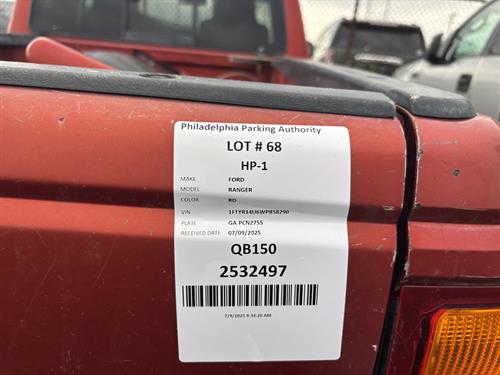 Philadelphia Parking Authority
LOT # 68
HP-1
MAKE FORD
MODEL RANGER
COLOR RD
VIN 1FTYR14U6WPB58290
PLATE GA PCN2755
RECEIVED DATE 07/09/2025
QB150
2532497
7/9/2025 9:34:20 AM